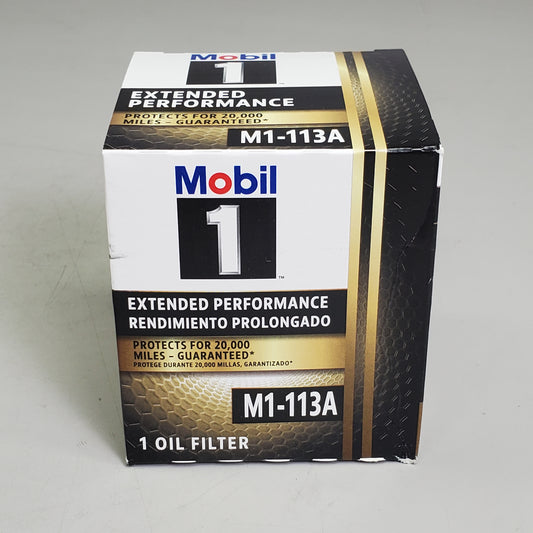 Mobil
1
EXTENDED
PERFORMANCE
PROTECTS FOR 20,000
MILES – GUARANTEED*
M1-113A
Mobil
1
™
EXTENDED PERFORMANCE
RENDIMIENTO PROLONGADO
PROTECTS FOR 20,000
MILES – GUARANTEED*
PROTEGE DURANTE 20,000 MILLAS, GARANTIZADO*
M1-113A
1 OIL FILTER